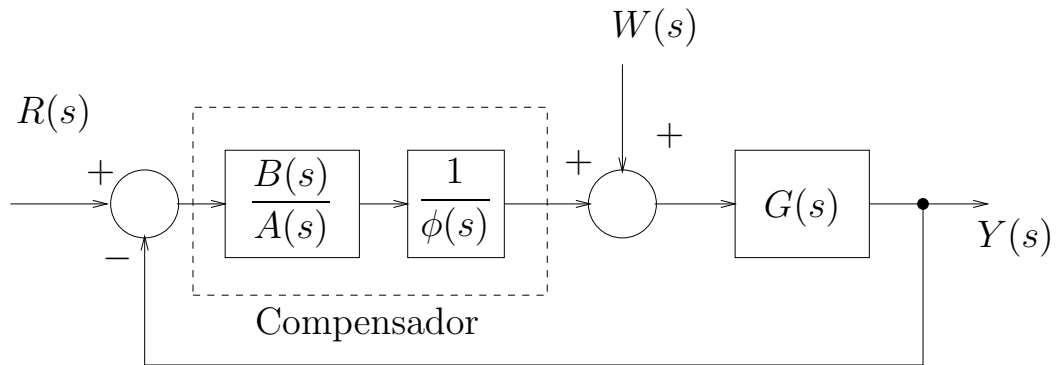 W(s)
R(s)
+
B(s)
A(s)
1
ϕ(s)
+
+
G(s)
−
Y(s)
Compensador